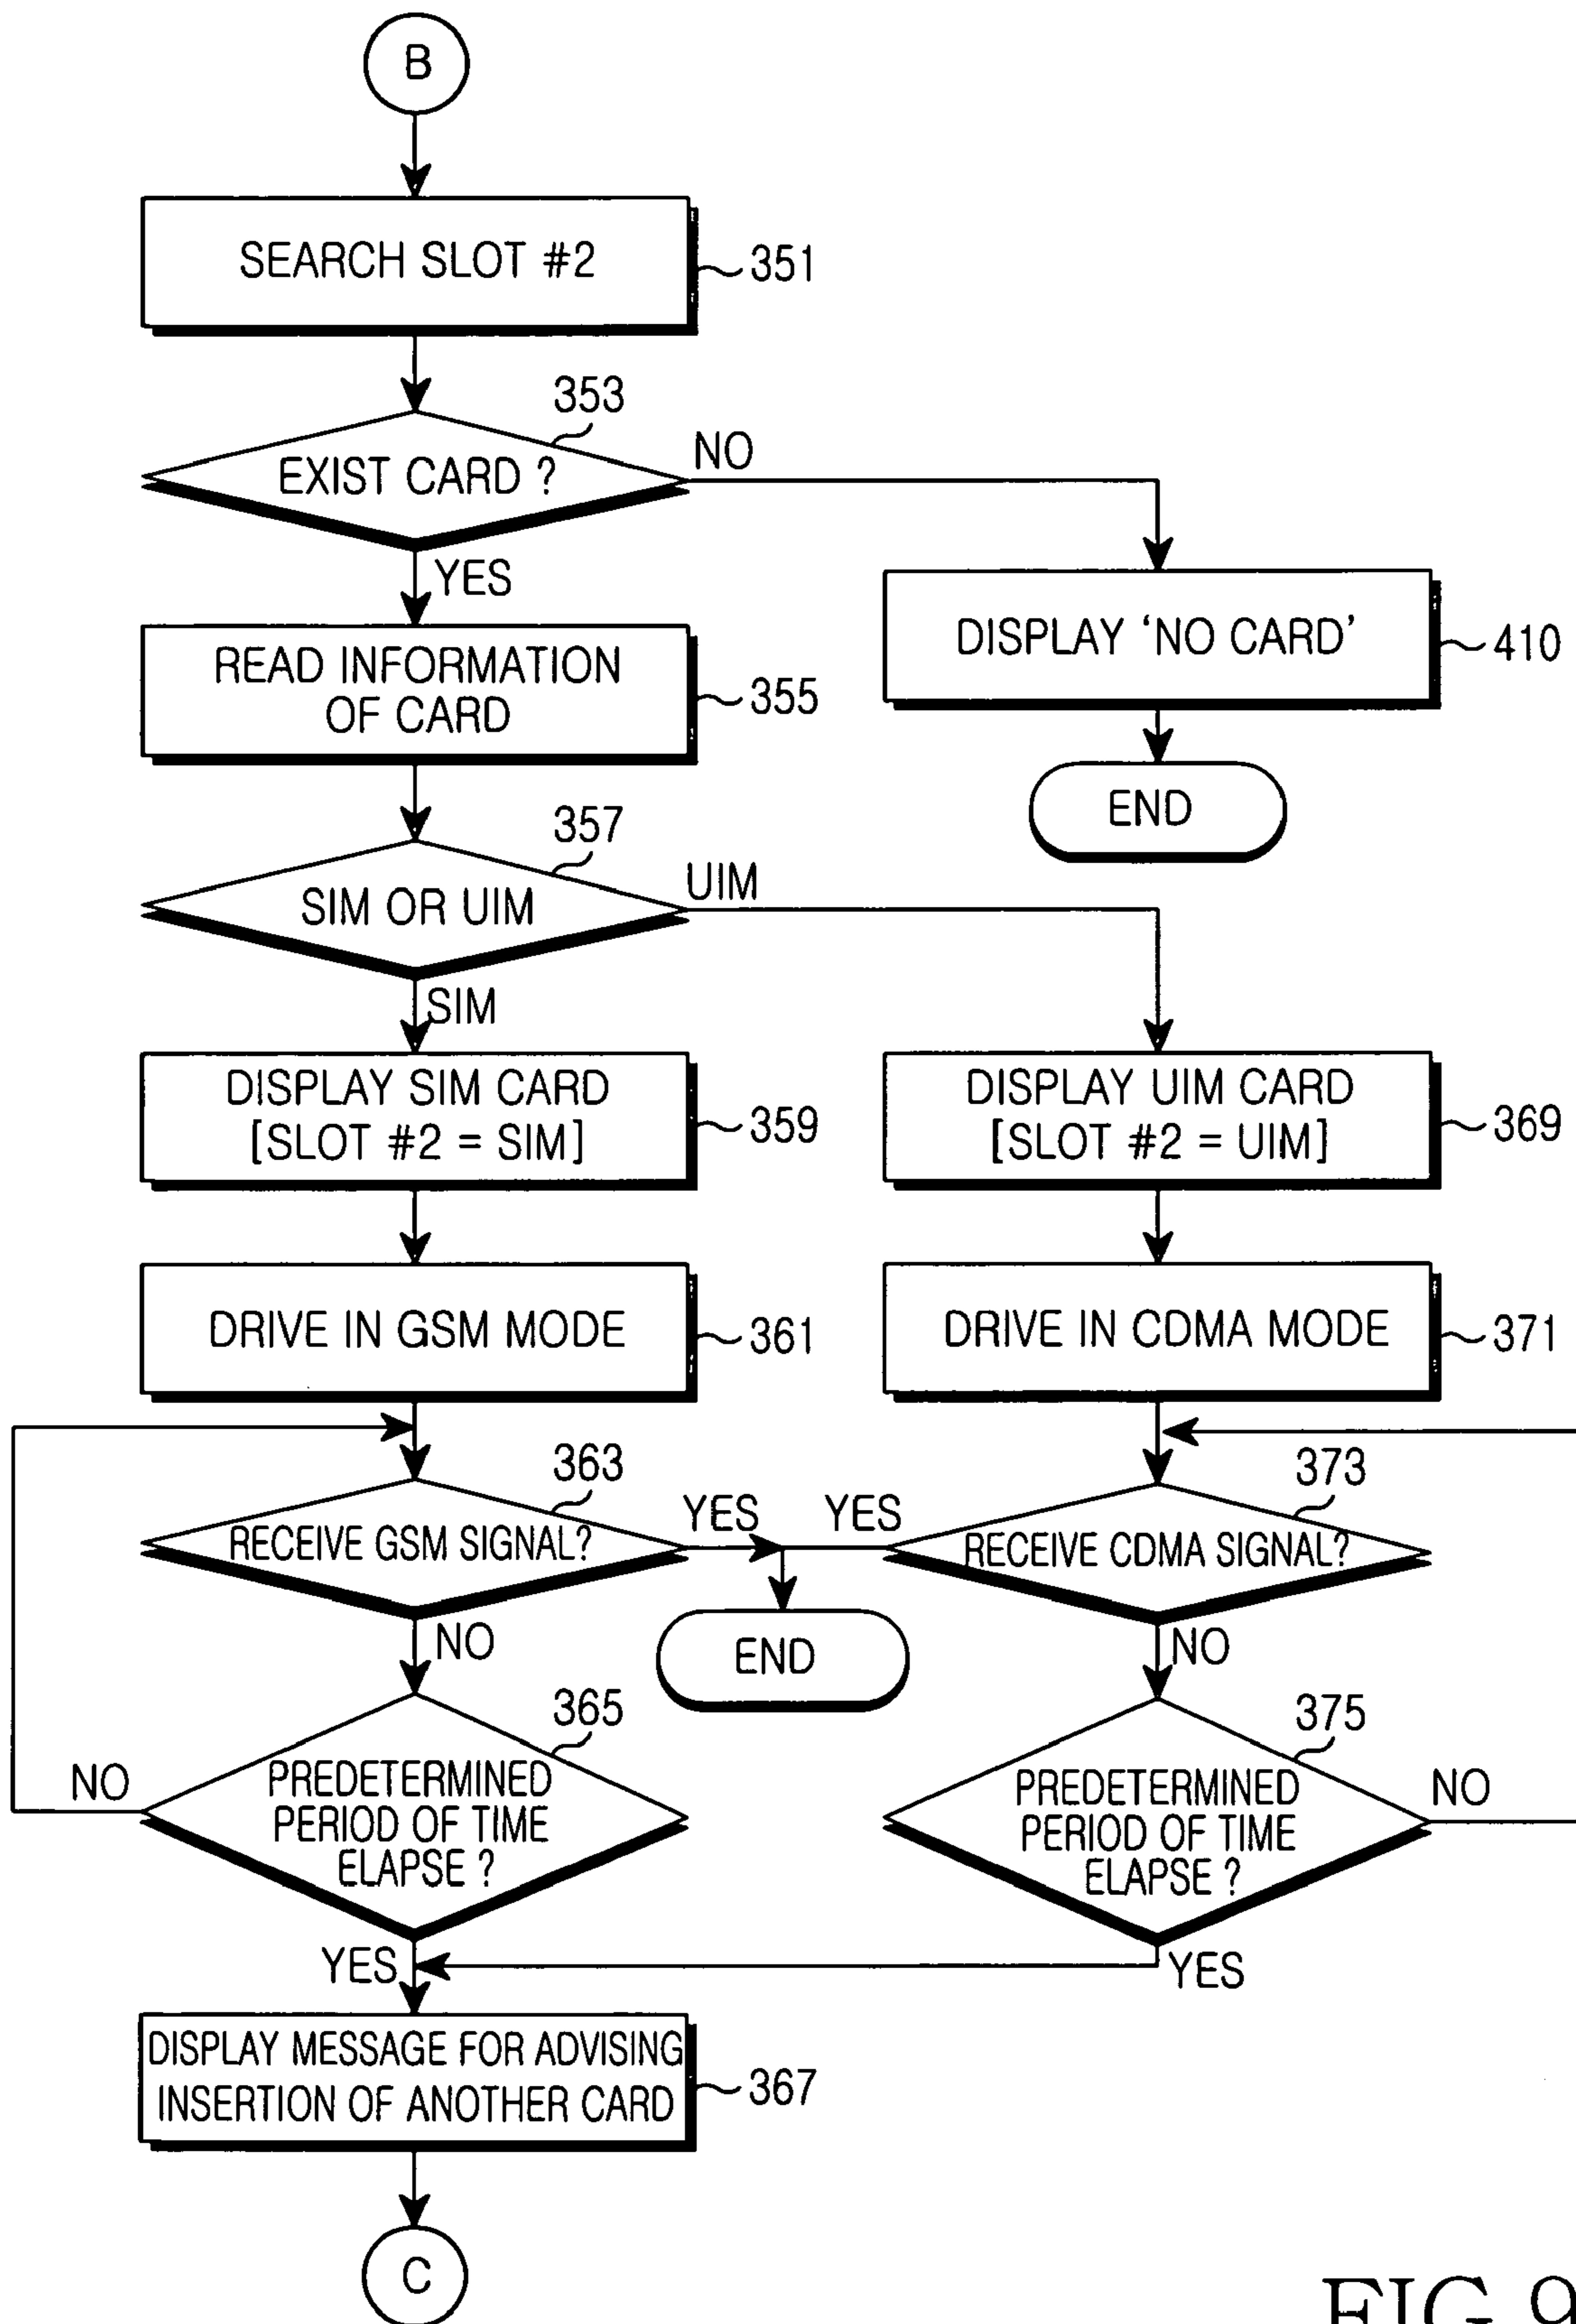 B
SEARCH SLOT #2
351
353
EXIST CARD ?
NO
YES
READ INFORMATION
OF CARD
355
DISPLAY ‘NO CARD’
410
END
357
SIM OR UIM
UIM
SIM
DISPLAY SIM CARD
[SLOT #2 = SIM]
359
DISPLAY UIM CARD
[SLOT #2 = UIM]
369
DRIVE IN GSM MODE
361
DRIVE IN CDMA MODE
371
363
RECEIVE GSM SIGNAL?
YES
YES
373
RECEIVE CDMA SIGNAL?
NO
END
NO
365
PREDETERMINED
PERIOD OF TIME
ELAPSE ?
NO
375
PREDETERMINED
PERIOD OF TIME
ELAPSE ?
NO
YES
YES
DISPLAY MESSAGE FOR ADVISING
INSERTION OF ANOTHER CARD
367
C
FIG.9